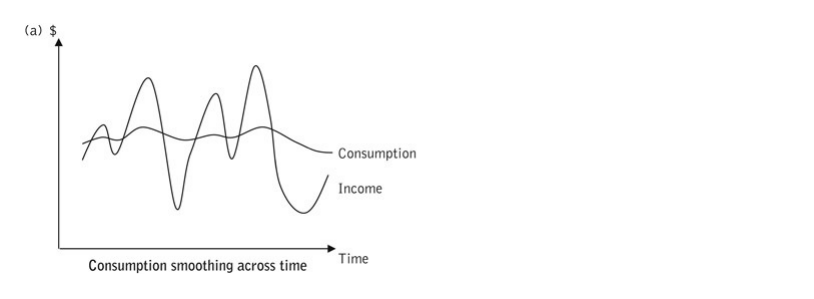 (a) $
Consumption
Income
Time
Consumption smoothing across time